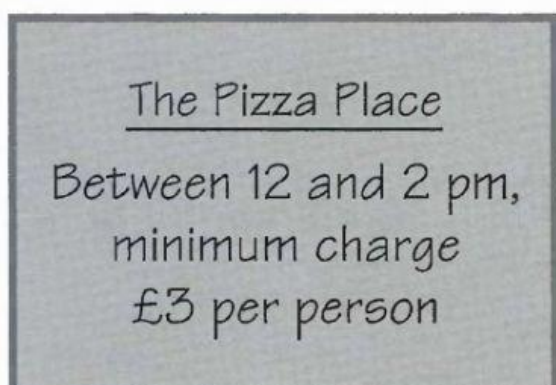 The Pizza Place
Between 12 and 2 pm,
minimum charge
£3 per person